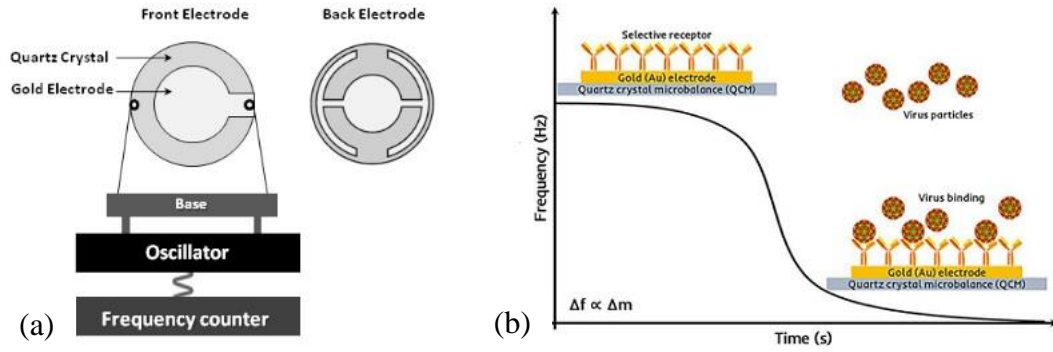 Front Electrode
Back Electrode
Quartz Crystal
Gold Electrode
Base
Oscillator
Frequency counter
(a)
Frequency (Hz)
Selective receptor
Gold (Au) electrode
Quartz crystal microbalance (QCM)
Virus particles
Virus binding
Gold (Au) electrode
Quartz crystal microbalance (QCM)
Δf ∝ Δm
Time (s)
(b)